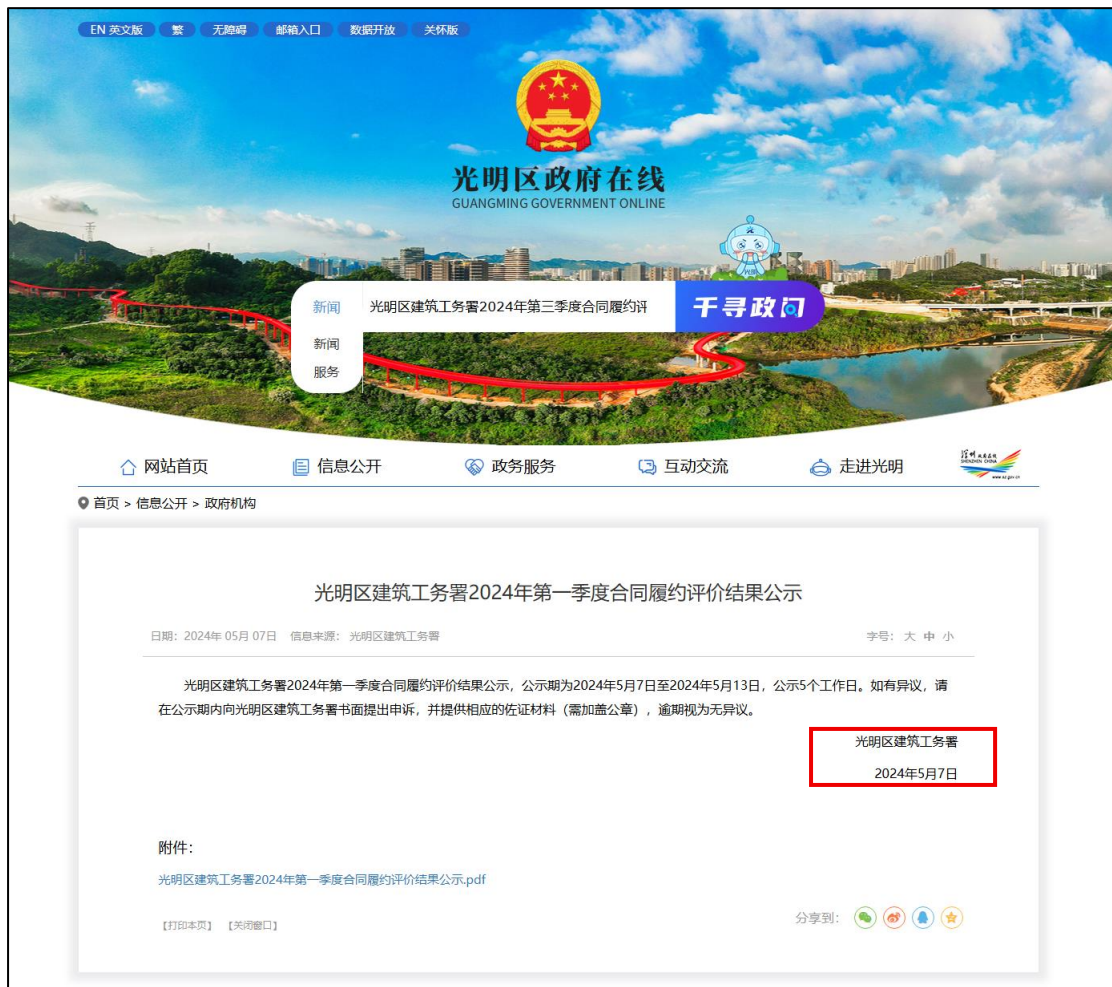 EN 英文版 繁 无障碍 邮箱入口 数据开放 关怀版
光明区政府在线
GUANGMING GOVERNMENT ONLINE
新闻 光明区建筑工务署2024年第三季度合同履约评 千寻政问
新闻
服务
网站首页 信息公开 政务服务 互动交流 走进光明
首页 > 信息公开 > 政府机构
光明区建筑工务署2024年第一季度合同履约评价结果公示
日期：2024年 05月 07日 信息来源： 光明区建筑工务署 字号： 大 中 小
光明区建筑工务署2024年第一季度合同履约评价结果公示，公示期为2024年5月7日至2024年5月13日，公示5个工作日。如有异议，请
在公示期内向光明区建筑工务署书面提出申诉，并提供相应的佐证材料（需加盖公章），逾期视为无异议。
光明区建筑工务署
2024年5月7日
附件：
光明区建筑工务署2024年第一季度合同履约评价结果公示.pdf
【打印本页】 【关闭窗口】 分享到：